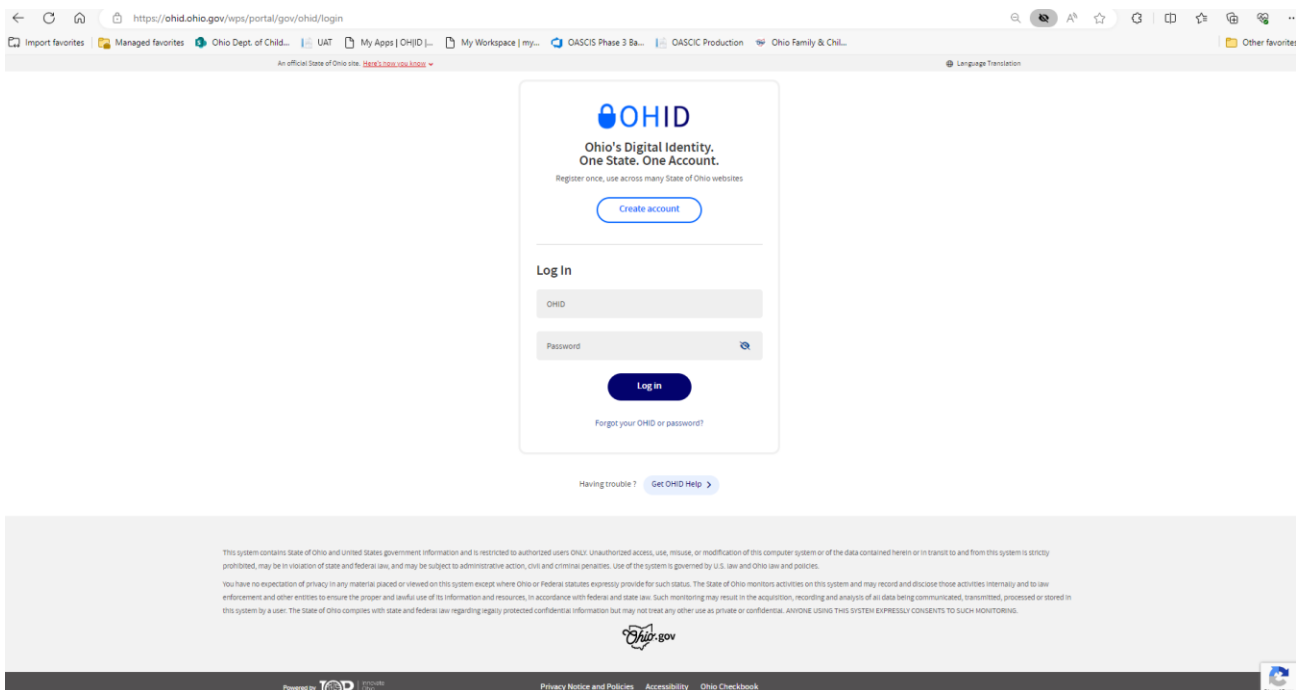 https://ohid.ohio.gov/wps/portal/gov/ohid/login
Import favorites Managed favorites Ohio Dept. of Child... UAT My Apps | OH|ID |... My Workspace | my... OASCIS Phase 3 Ba... OASCIC Production Ohio Family & Chil... Other favorites
An official State of Ohio site. Here's how you know Language Translation
OHID
Ohio's Digital Identity.
One State. One Account.
Register once, use across many State of Ohio websites
Create account
Log In
OHID
Password
Log in
Forgot your OHID or password?
Having trouble ? Get OHID Help
This system contains State of Ohio and United States government information and is restricted to authorized users ONLY. Unauthorized access, use, misuse, or modification of this computer system or of the data contained herein or in transit to and from this system is strictly
prohibited, may be in violation of state and federal law, and may be subject to administrative action, civil and criminal penalties. Use of the system is governed by U.S. law and Ohio law and policies.
You have no expectation of privacy in any material placed or viewed on this system except where Ohio or Federal statutes expressly provide for such status. The State of Ohio monitors activities on this system and may record and disclose those activities internally and to law
enforcement and other entities to ensure the proper and lawful use of its information and resources, in accordance with federal and state law. Such monitoring may result in the acquisition, recording and analysis of all data being communicated, transmitted, processed or stored in
this system by a user. The State of Ohio complies with state and federal law regarding legally protected confidential information but may not treat any other use as private or confidential. ANYONE USING THIS SYSTEM EXPRESSLY CONSENTS TO SUCH MONITORING.
Ohio.gov
Powered by IOP Innovate Ohio Privacy Notice and Policies Accessibility Ohio Checkbook